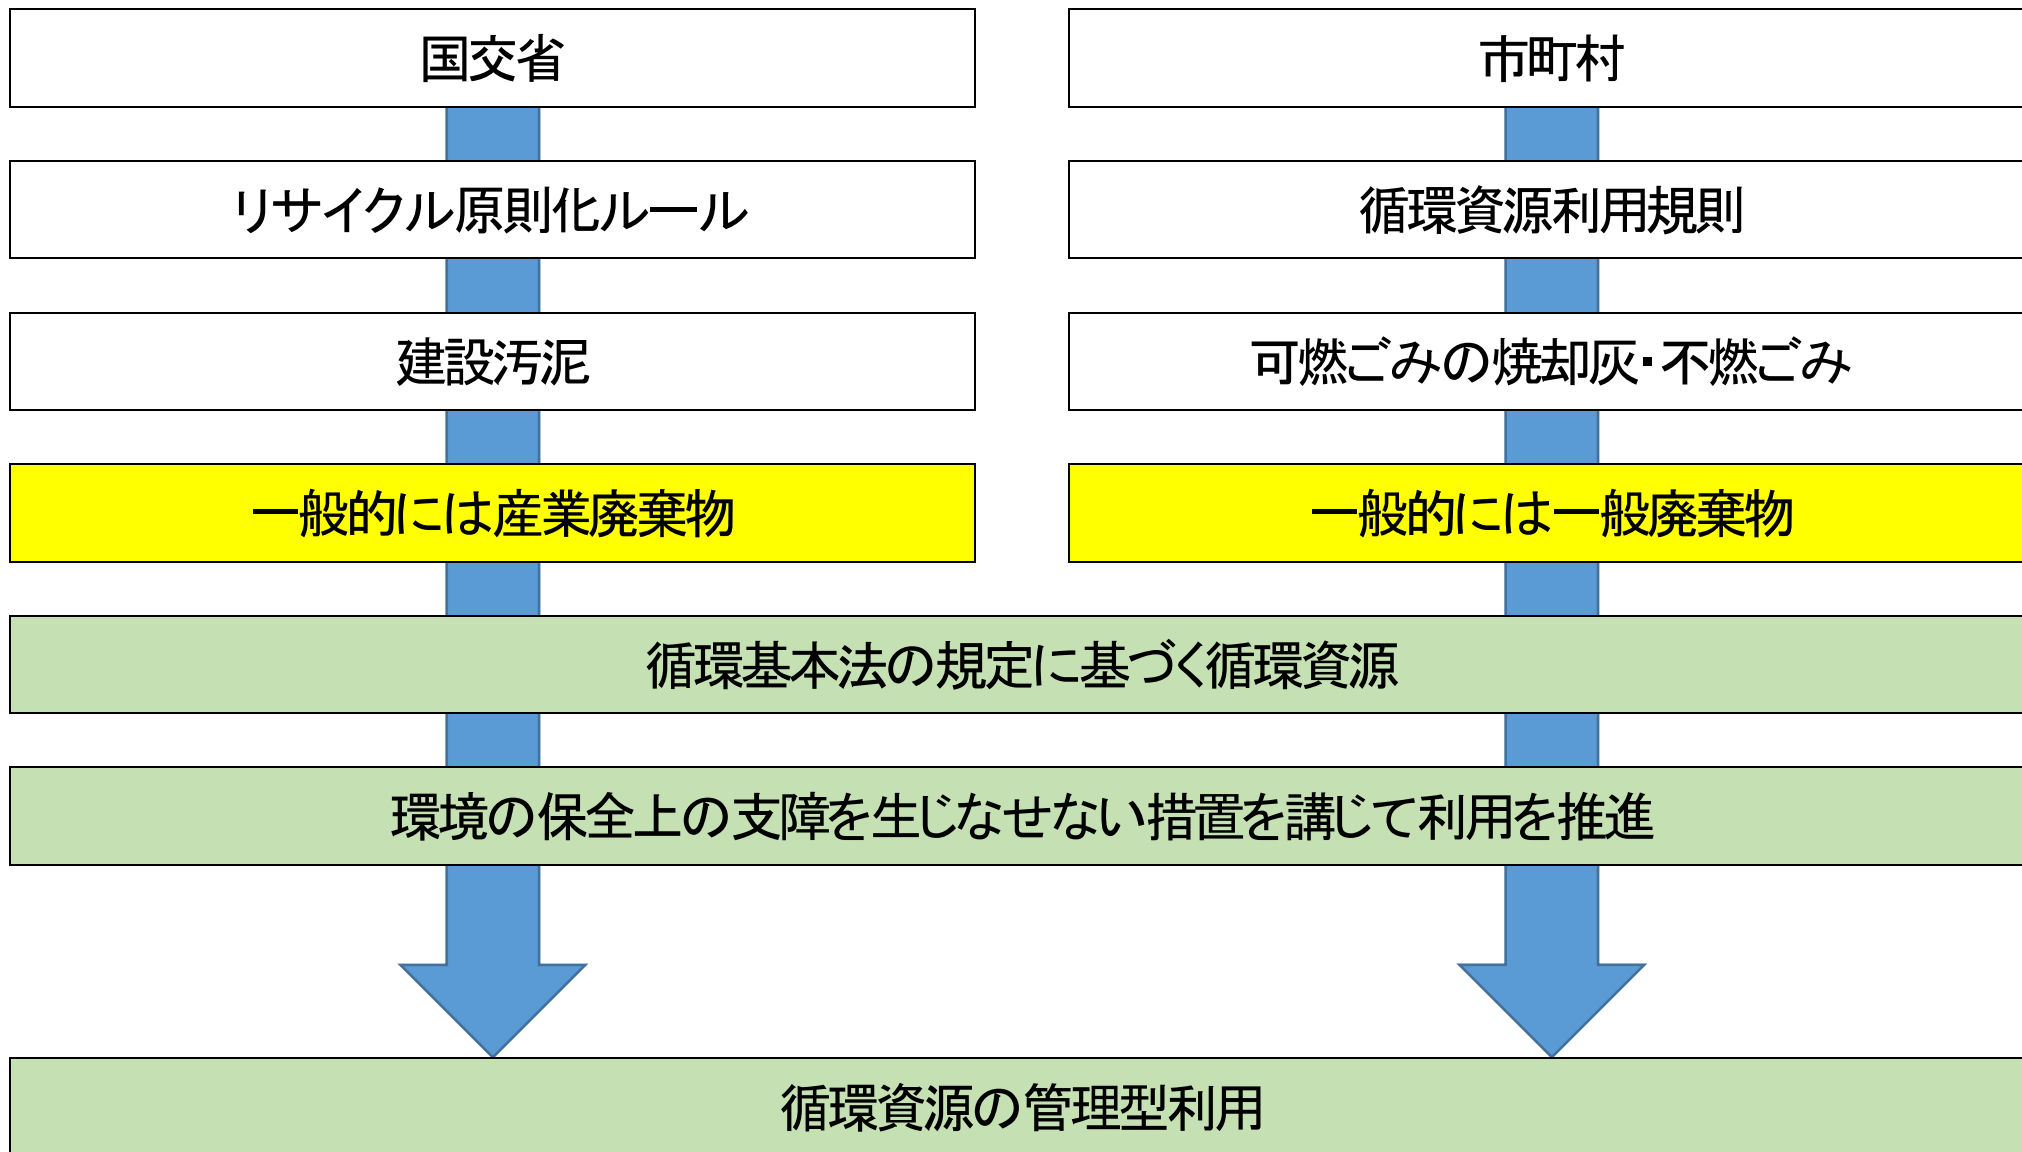 国交省
市町村
リサイクル原則化ルール
循環資源利用規則
建設汚泥
可燃ごみの焼却灰・不燃ごみ
一般的には産業廃棄物
一般的には一般廃棄物
循環基本法の規定に基づく循環資源
環境の保全上の支障を生じなせない措置を講じて利用を推進
循環資源の管理型利用